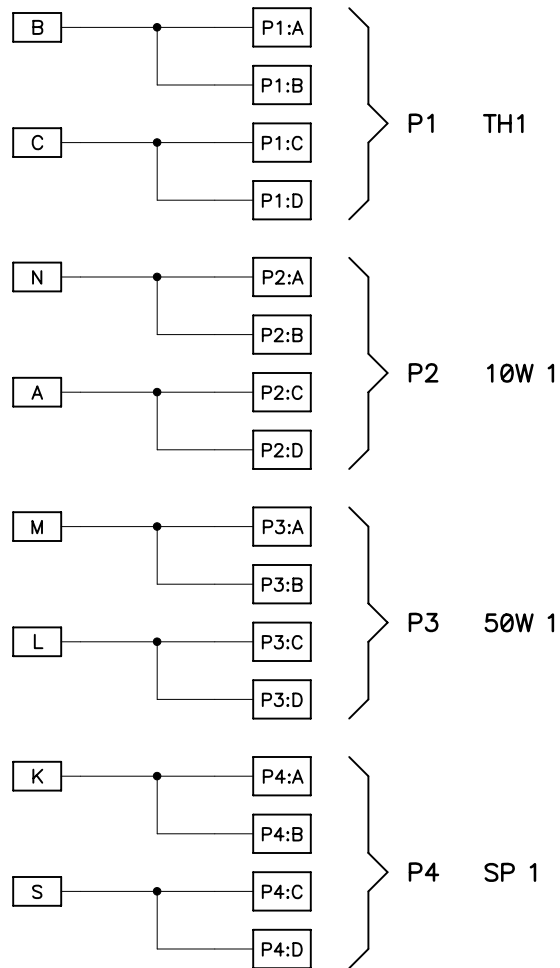 B P1:A
P1:B
C P1:C
P1:D
P1 TH1
N P2:A
P2:B
A P2:C
P2:D
P2 10W 1
M P3:A
P3:B
L P3:C
P3:D
P3 50W 1
K P4:A
P4:B
S P4:C
P4:D
P4 SP 1